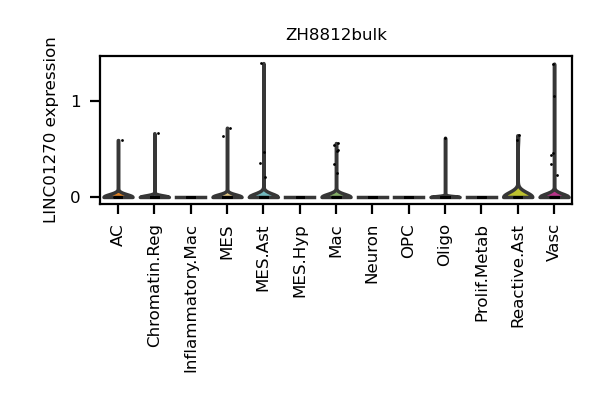 ZH8812bulk
LINC01270 expression
1
0
AC
Chromatin.Reg
Inflammatory.Mac
MES
MES.Ast
MES.Hyp
Mac
Neuron
OPC
Oligo
Prolif.Metab
Reactive.Ast
Vasc